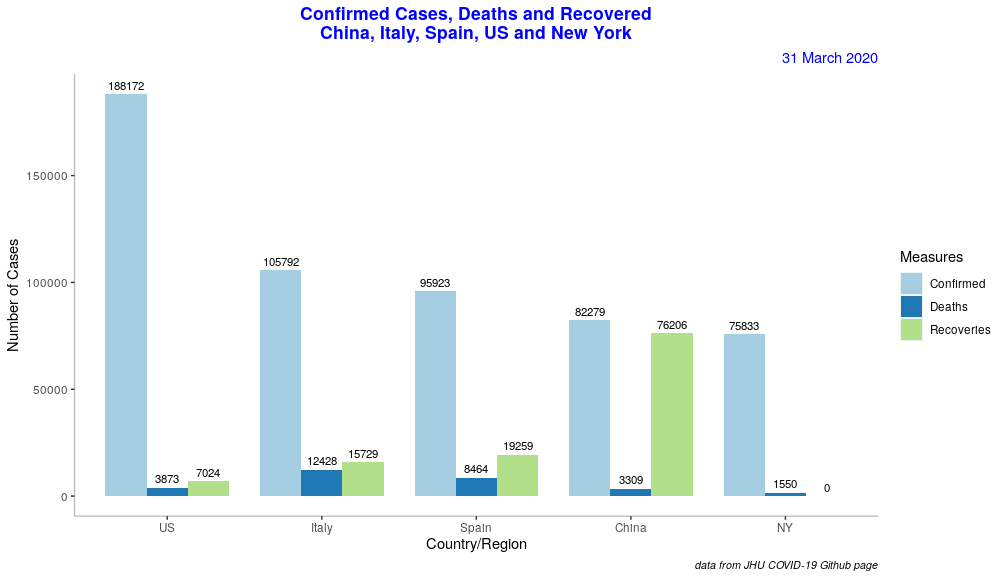 Confirmed Cases, Deaths and Recovered
China, Italy, Spain, US and New York
31 March 2020
Number of Cases
150000
100000
50000
0
188172
3873
7024
105792
12428
15729
95923
8464
19259
82279
3309
76206
75833
1550
0
US
Italy
Spain
China
NY
Country/Region
Measures
Confirmed
Deaths
Recoveries
data from JHU COVID-19 Github page